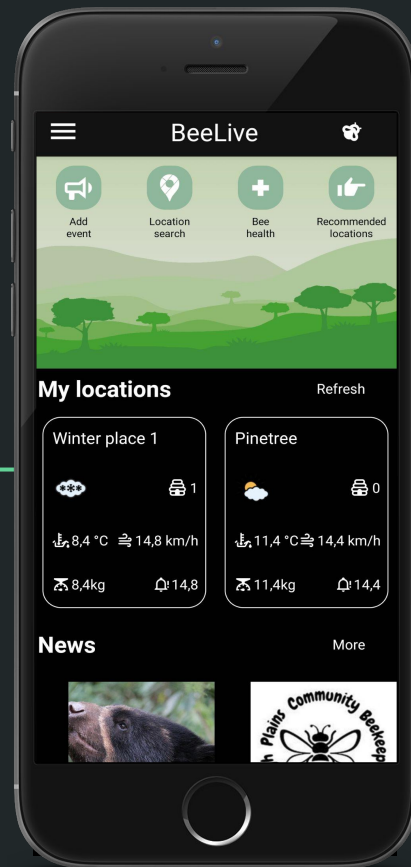 BeeLive
Add
event
Location
search
Bee
health
Recommended
locations
My locations
Refresh
Winter place 1
1
8,4 °C
14,8 km/h
8,4kg
14,8
Pinetree
0
11,4 °C
14,4 km/h
11,4kg
14,4
News
More
Plains Community